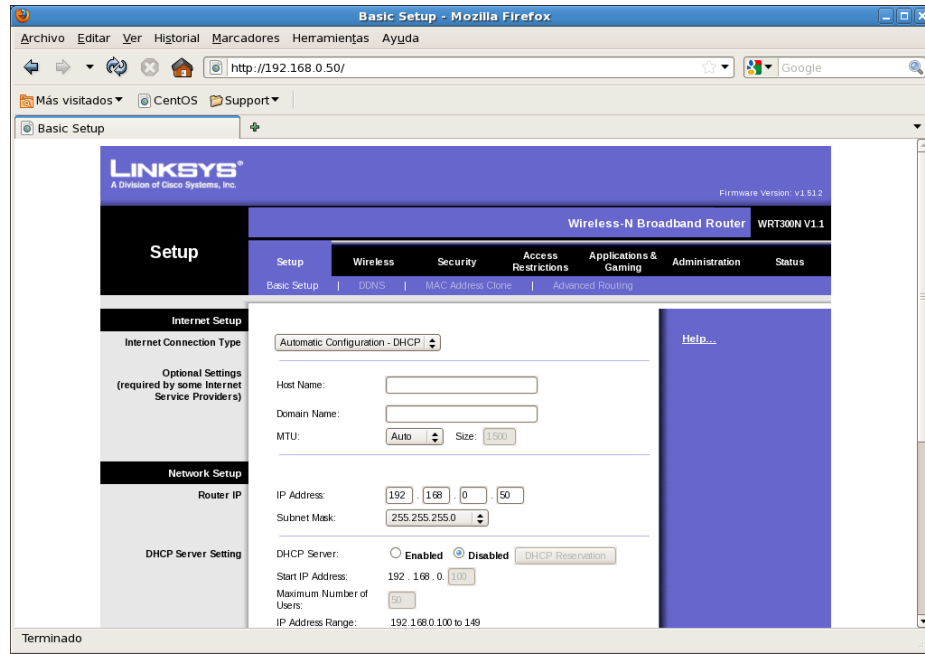 Basic Setup - Mozilla Firefox
Archivo Editar Ver Historial Marcadores Herramientas Ayuda
http://192.168.0.50/ Google
Más visitados CentOS Support
Basic Setup
LINKSYS®
A Division of Cisco Systems, Inc.
Firmware Version: v1.51.2
Wireless-N Broadband Router WRT300N V1.1
Setup
Setup Wireless Security Access Restrictions Applications & Gaming Administration Status
Basic Setup | DDNS | MAC Address Clone | Advanced Routing
Internet Setup
Internet Connection Type Automatic Configuration - DHCP
Help...
Optional Settings
(required by some Internet
Service Providers)
Host Name:
Domain Name:
MTU: Auto Size: 1500
Network Setup
Router IP IP Address: 192 . 168 . 0 . 50
Subnet Mask: 255.255.255.0
DHCP Server Setting DHCP Server: Enabled Disabled DHCP Reservation
Start IP Address: 192 . 168 . 0. 100
Maximum Number of
Users: 50
IP Address Range: 192.168.0.100 to 149
Terminado